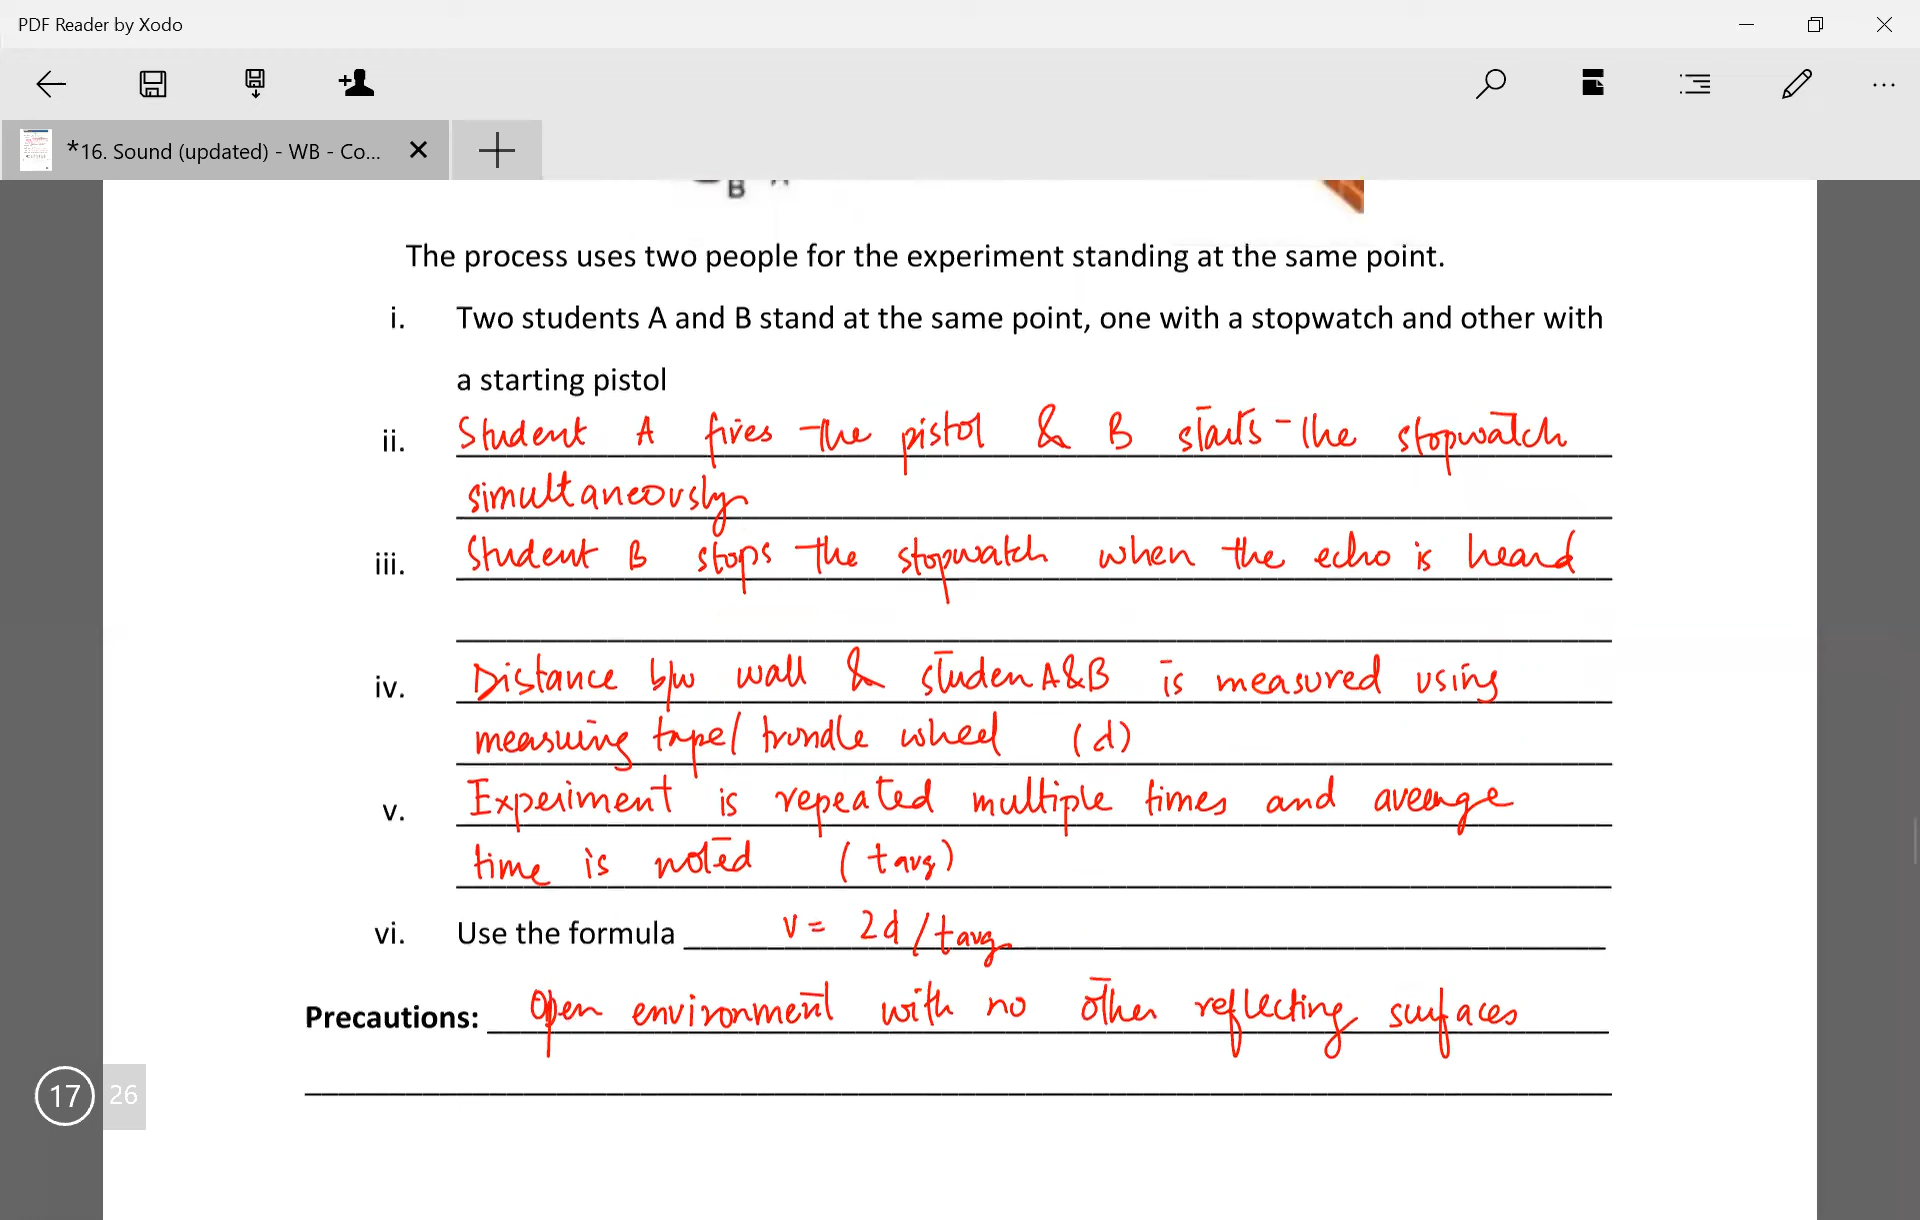 PDF Reader by Xodo
*16. Sound (updated) - WB - Co...
B
The process uses two people for the experiment standing at the same point.
i. Two students A and B stand at the same point, one with a stopwatch and other with
a starting pistol
ii. Student A fires the pistol & B starts the stopwatch
simultaneously
iii. Student B stops the stopwatch when the echo is heard
iv. Distance b/w wall & studen A&B is measured using
measuring tape/ trundle wheel (d)
v. Experiment is repeated multiple times and average
time is noted (tavg)
vi. Use the formula v = 2d/tavg
Precautions: Open environment with no other reflecting surfaces
17 26